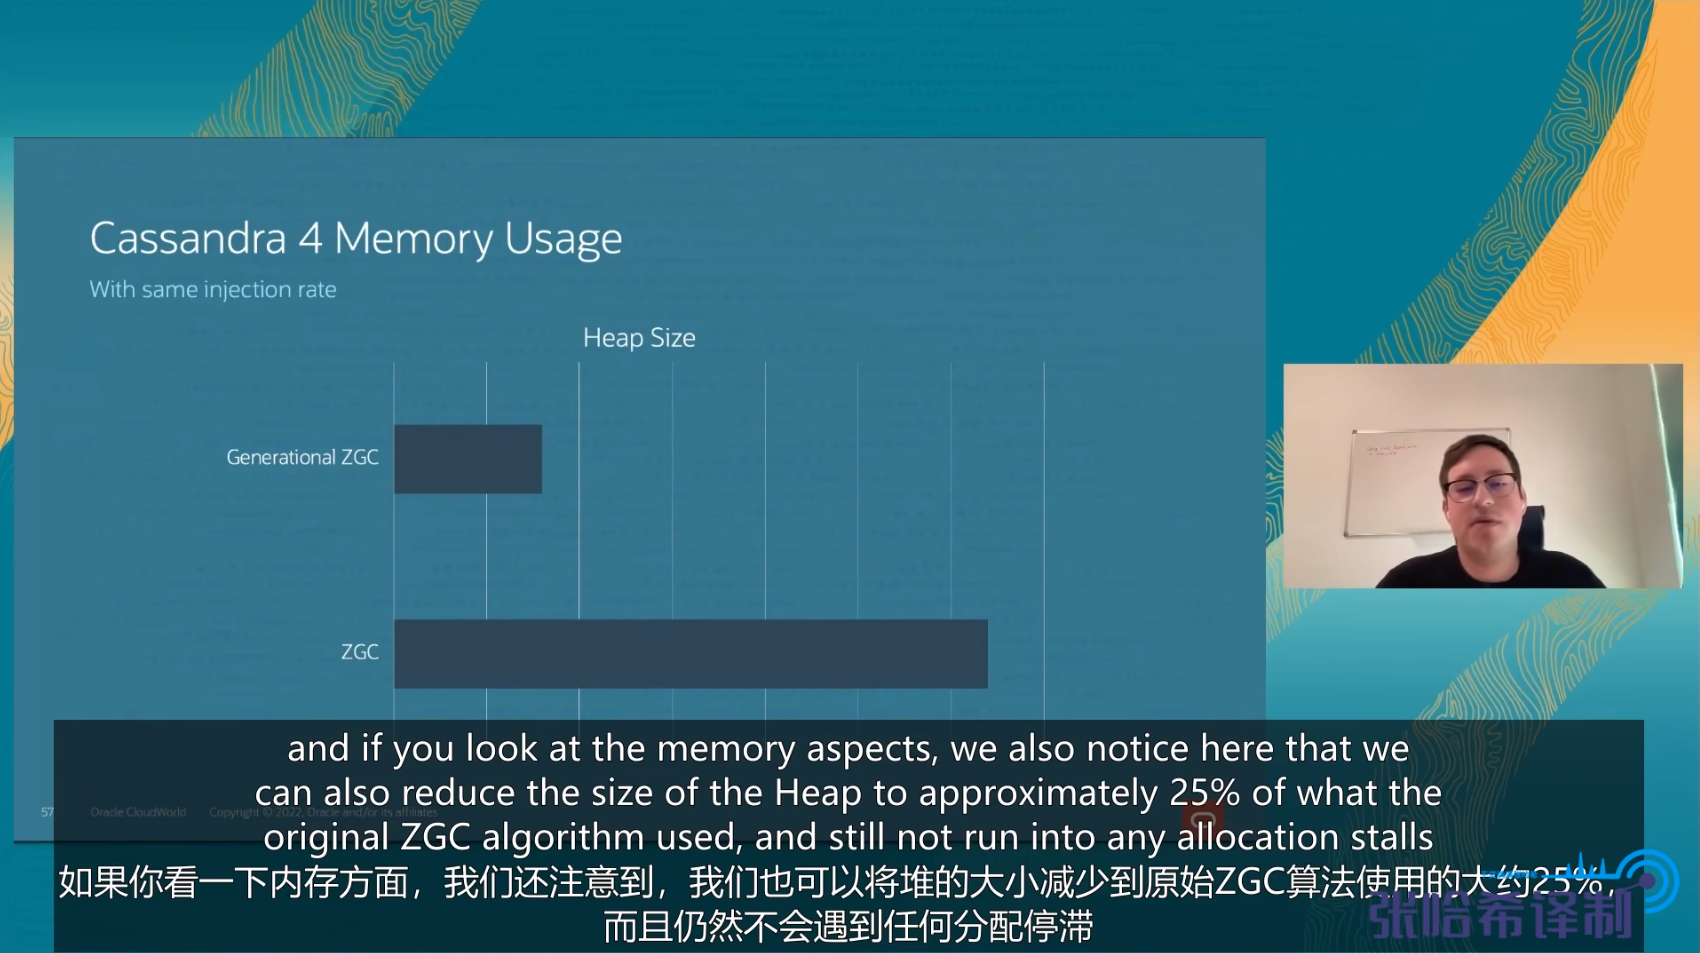 Cassandra 4 Memory Usage
With same injection rate
Heap Size
Generational ZGC
ZGC
and if you look at the memory aspects, we also notice here that we
can also reduce the size of the Heap to approximately 25% of what the
57 Oracle CloudWorld Copyright © 2022, Oracle and/or its affiliates
original ZGC algorithm used, and still not run into any allocation stalls
如果你看一下内存方面，我们还注意到，我们也可以将堆的大小减少到原始ZGC算法使用的大约25%，
而且仍然不会遇到任何分配停滞
张哈希译制